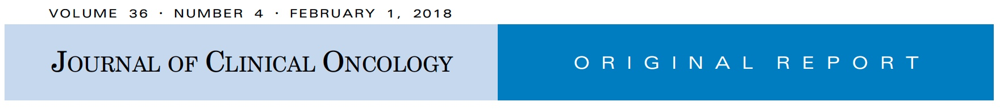 VOLUME 36 · NUMBER 4 · FEBRUARY 1, 2018
JOURNAL OF CLINICAL ONCOLOGY
ORIGINAL REPORT